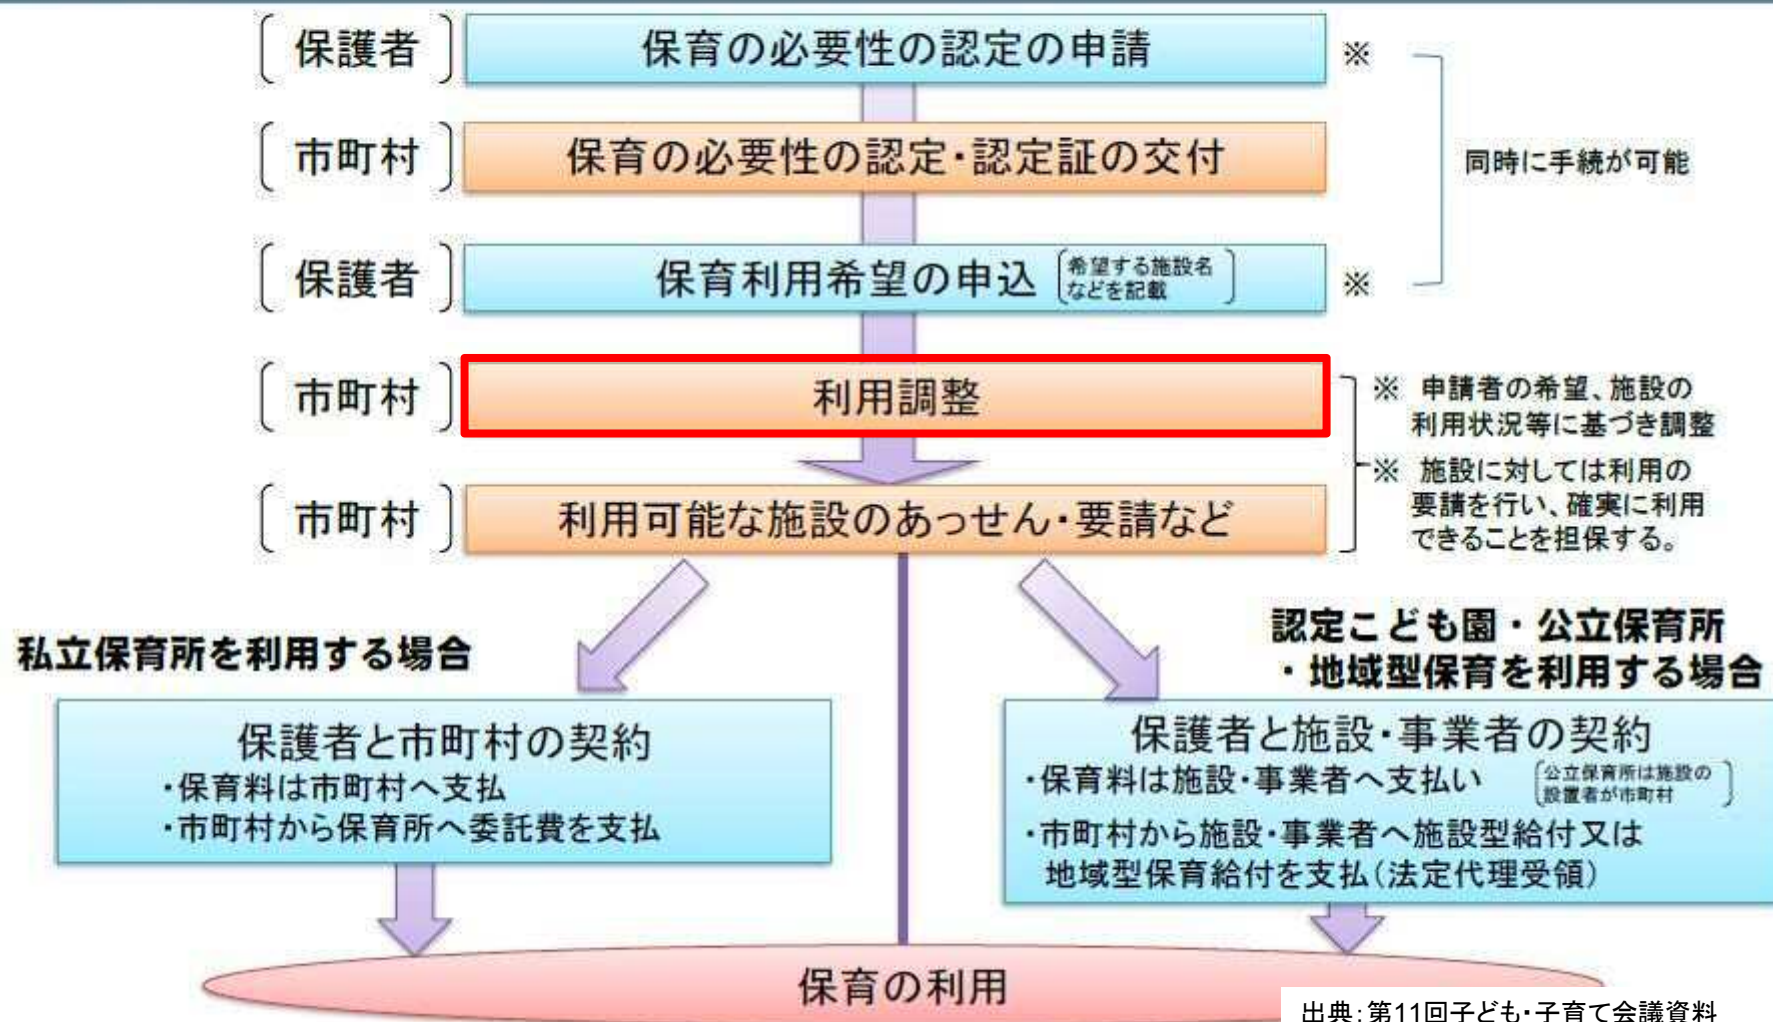 保護者 保育の必要性の認定の申請 ※
市町村 保育の必要性の認定・認定証の交付
同時に手続が可能
保護者 保育利用希望の申込 希望する施設名
などを記載 ※
市町村 利用調整
※ 申請者の希望、施設の
利用状況等に基づき調整
※ 施設に対しては利用の
要請を行い、確実に利用
できることを担保する。
市町村 利用可能な施設のあっせん・要請など
私立保育所を利用する場合
保護者と市町村の契約
・保育料は市町村へ支払
・市町村から保育所へ委託費を支払
認定こども園・公立保育所
・地域型保育を利用する場合
保護者と施設・事業者の契約
・保育料は施設・事業者へ支払い 公立保育所は施設の
設置者が市町村
・市町村から施設・事業者へ施設型給付又は
地域型保育給付を支払(法定代理受領)
保育の利用
出典:第11回子ども・子育て会議資料